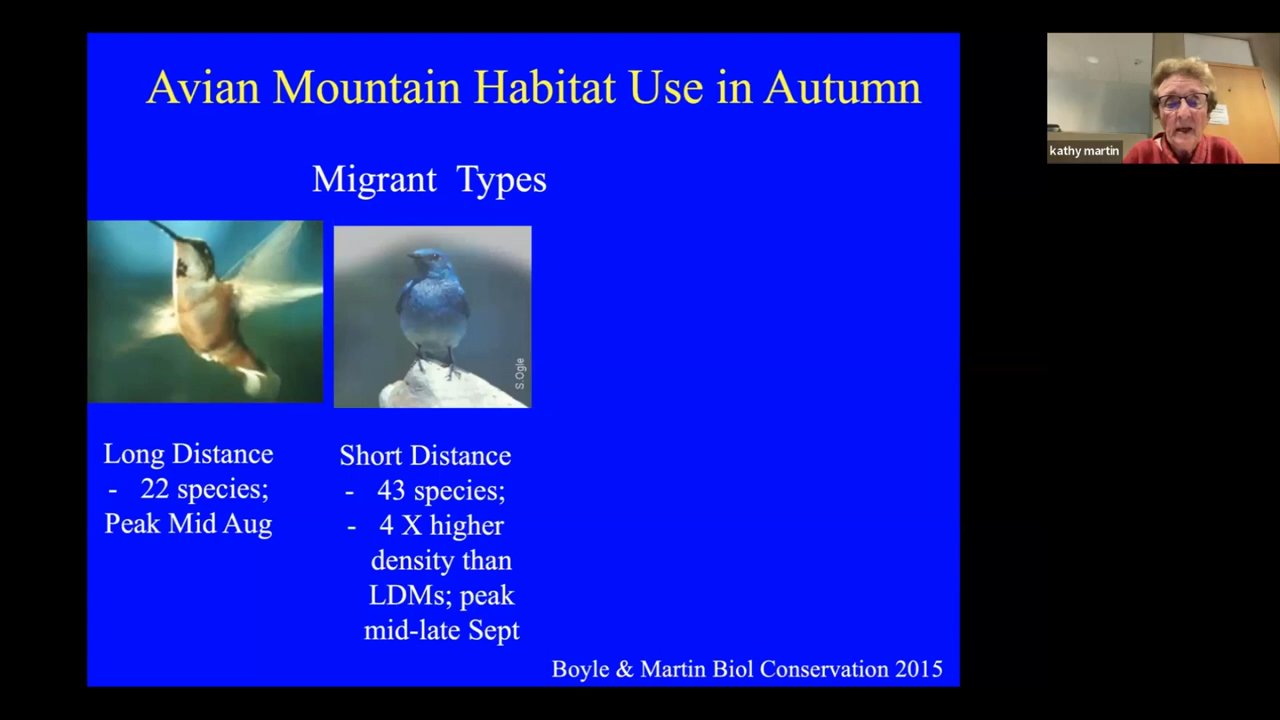 Avian Mountain Habitat Use in Autumn
Migrant Types
S.Ogle
Long Distance
- 22 species;
Peak Mid Aug
Short Distance
- 43 species;
- 4 X higher
density than
LDMs; peak
mid-late Sept
Boyle & Martin Biol Conservation 2015
kathy martin